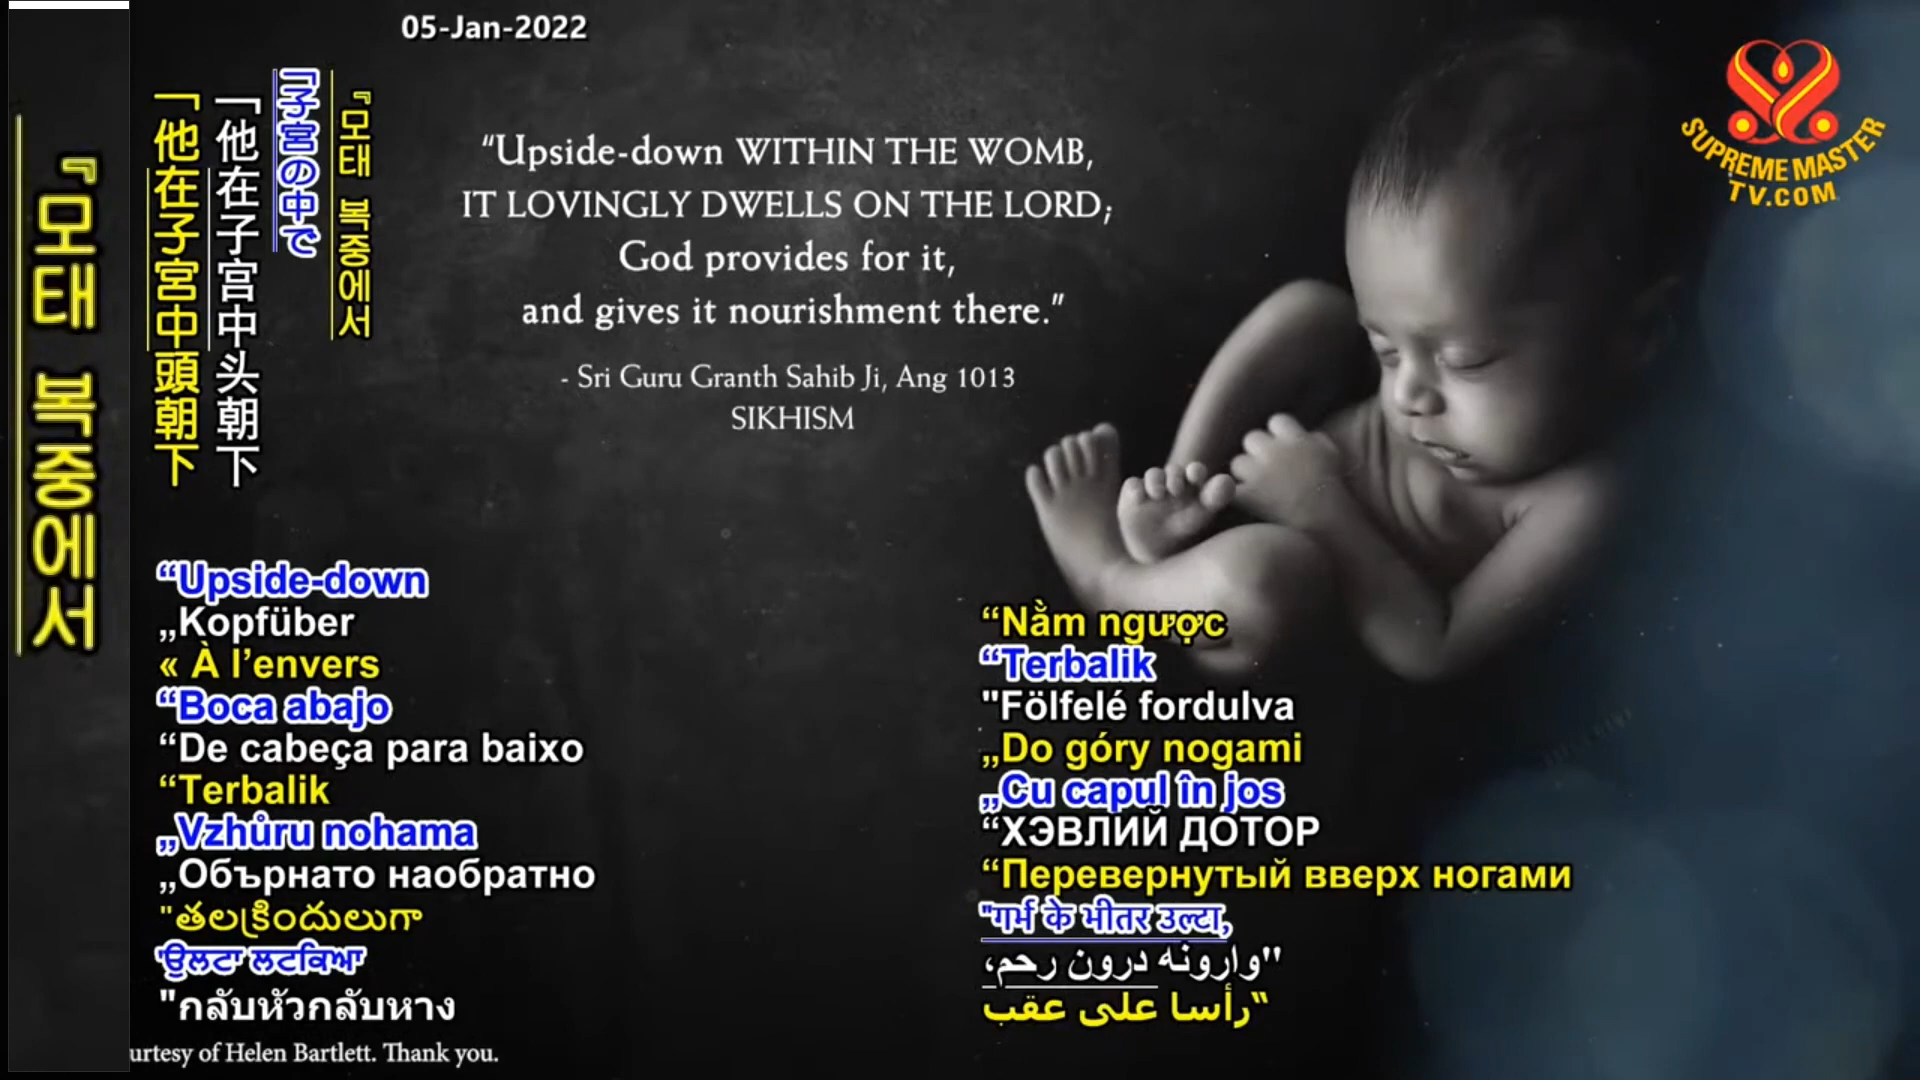 05-Jan-2022
『모태 복중에서
「他在子宮中頭朝下
「他在子宫中头朝下
『子宮の中で
『모태 복중에서
“Upside-down WITHIN THE WOMB,
IT LOVINGLY DWELLS ON THE LORD;
God provides for it,
and gives it nourishment there.”
- Sri Guru Granth Sahib Ji, Ang 1013
SIKHISM
SUPREME MASTER
TV.COM
“Upside-down
„Kopfüber
« À l’envers
“Boca abajo
“De cabeça para baixo
“Terbalik
„Vzhůru nohama
„Обърнато наобратно
"తలక్రిందులుగా
"ਉਲਟਾ ਲਟਕਿਆ
"กลับหัวกลับหาง
“Nằm ngược
“Terbalik
"Fölfelé fordulva
„Do góry nogami
„Cu capul în jos
“ХЭВЛИЙ ДОТОР
“Перевернутый вверх ногами
"गर्भ के भीतर उल्टा,
"وارونه درون رحم،
“رأسا على عقب
urtesy of Helen Bartlett. Thank you.